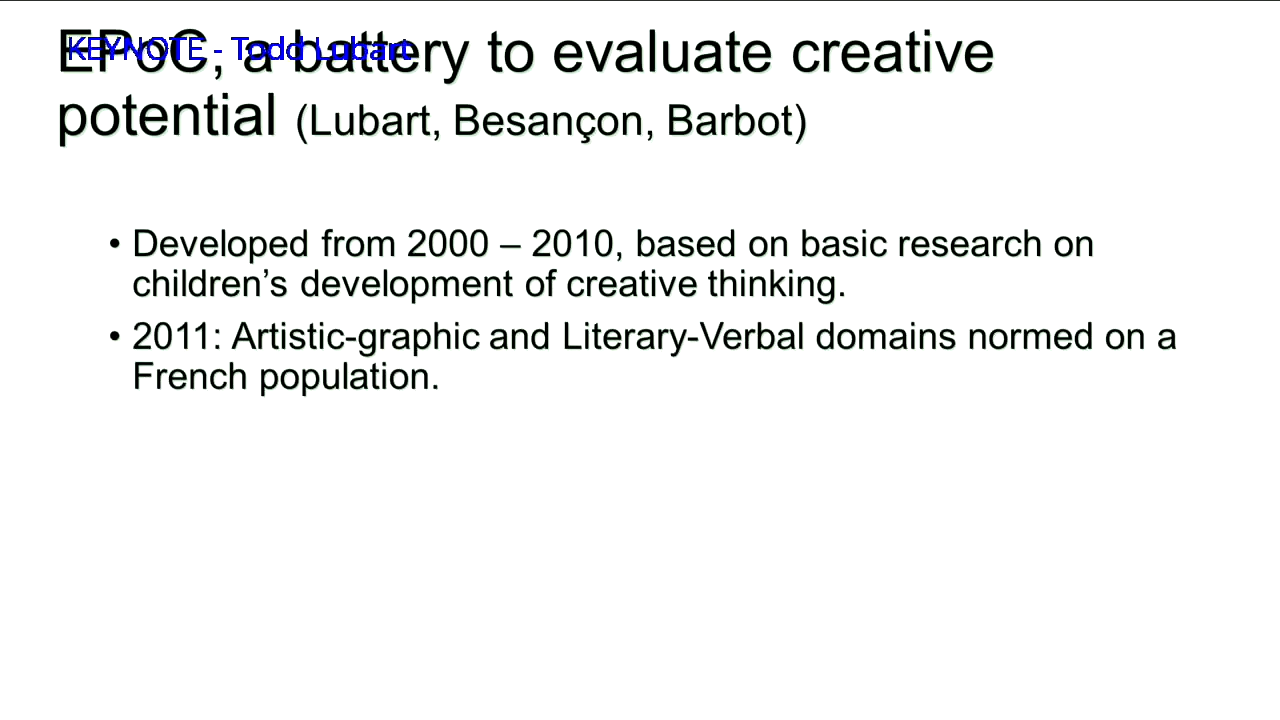 KEYNOTE - Todd Lubart
EPoC, a battery to evaluate creative
potential (Lubart, Besançon, Barbot)
• Developed from 2000 – 2010, based on basic research on
children’s development of creative thinking.
• 2011: Artistic-graphic and Literary-Verbal domains normed on a
French population.